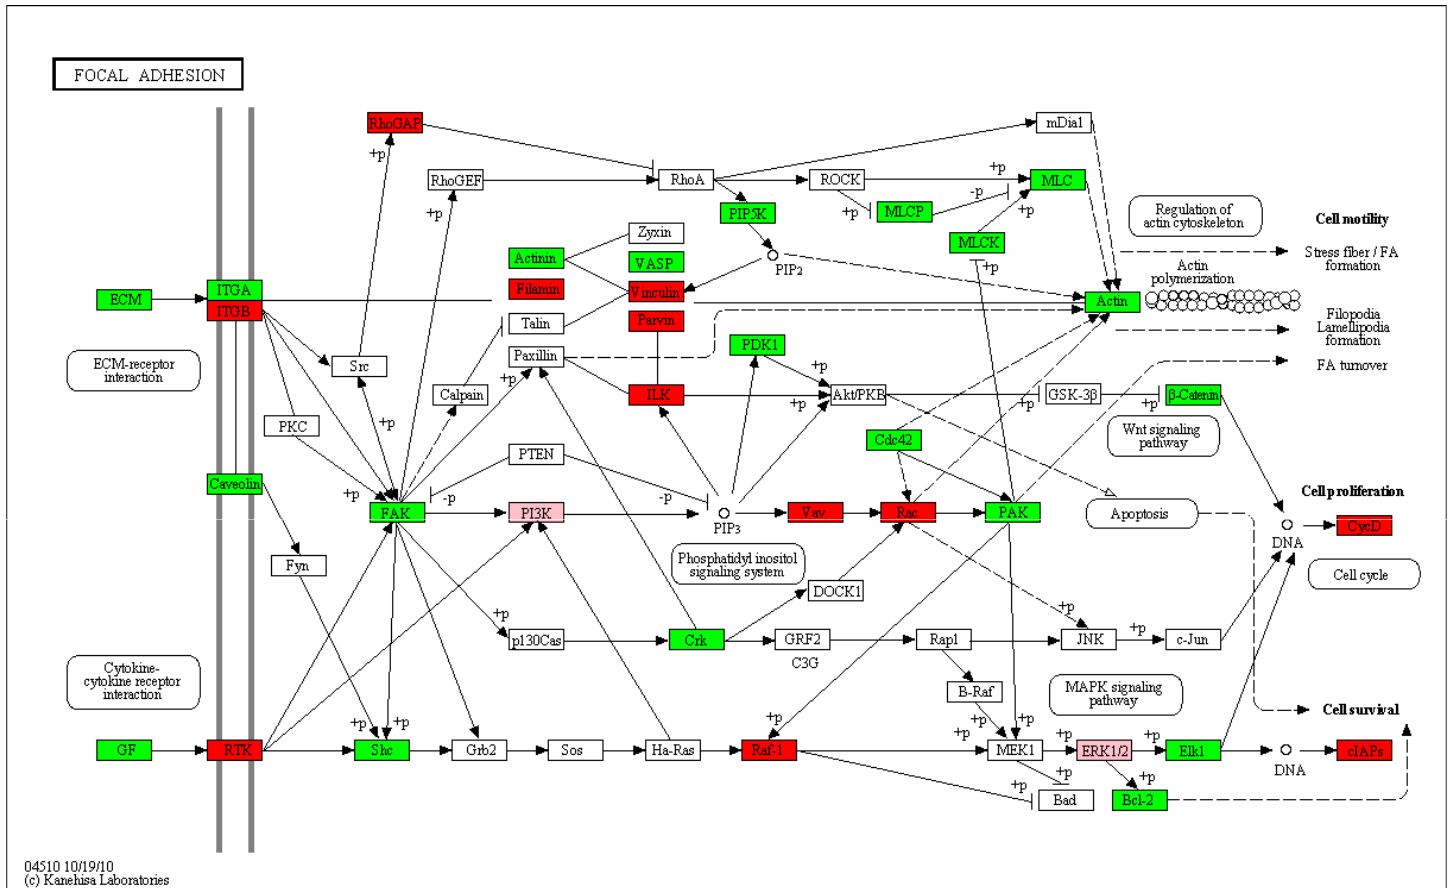 FOCAL ADHESION
RhoGAP
mDia1
+p
RhoGEF
RhoA
ROCK
+p
MLC
-p
+p
PIP5K
+p
MLCP
+p
Regulation of
actin cytoskeleton
Cell motility
Zyxin
MLCK
Actinin
VASP
PIP2
+p
Stress fiber / FA
formation
Actin
polymerization
ECM
ITGA
ITGB
Filamin
Vinculin
Actin
Talin
Parvin
Filopodia
Lamellipodia
formation
ECM-receptor
interaction
Src
Paxillin
PDK1
FA turnover
+p
+p
Calpain
ILK
+p
Akt/PKB
GSK-3β
+p
+p
β-Catenin
PKC
+p
Cdc42
Wnt signaling
pathway
PTEN
Caveolin
+p
-p
-p
Cell proliferation
FAK
PI3K
PIP3
Vav
Rac
PAK
Apoptosis
CycD
DNA
Phosphatidyl inositol
signaling system
Fyn
Cell cycle
DOCK1
+p
p130Cas
Crk
GRF2
C3G
Rap1
JNK
+p
c-Jun
Cytokine-
cytokine receptor
interaction
B-Raf
MAPK signaling
pathway
+p
+p
+p
+p
+p
+p
+p
Cell survival
GF
RTK
Shc
Grb2
Sos
Ha-Ras
Raf-1
MEK1
ERK1/2
Elk1
DNA
cIAPs
+p
+p
+p
Bad
Bcl-2
04510 10/19/10
(c) Kanehisa Laboratories